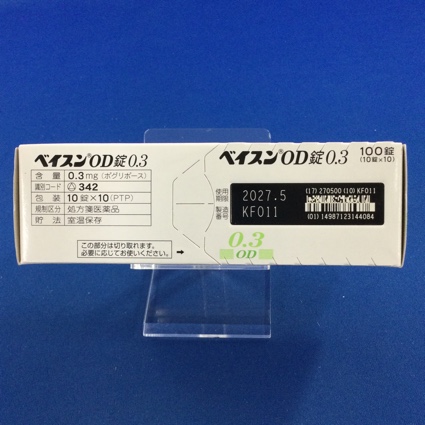 ベイスン®OD錠0.3
含 量 0.3mg(ボグリボース)
識別コード 342
包 装 10錠×10(PTP)
規制区分 処方箋医薬品
貯 法 室温保存
この部分は切り取れます。
必要に応じてお使いください。
ベイスン®OD錠0.3
100錠
(10錠×10)
使用期限 2027.5
製造番号 KF011
(17) 270500 (10) KF011
(01) 14987123144084
0.3
OD